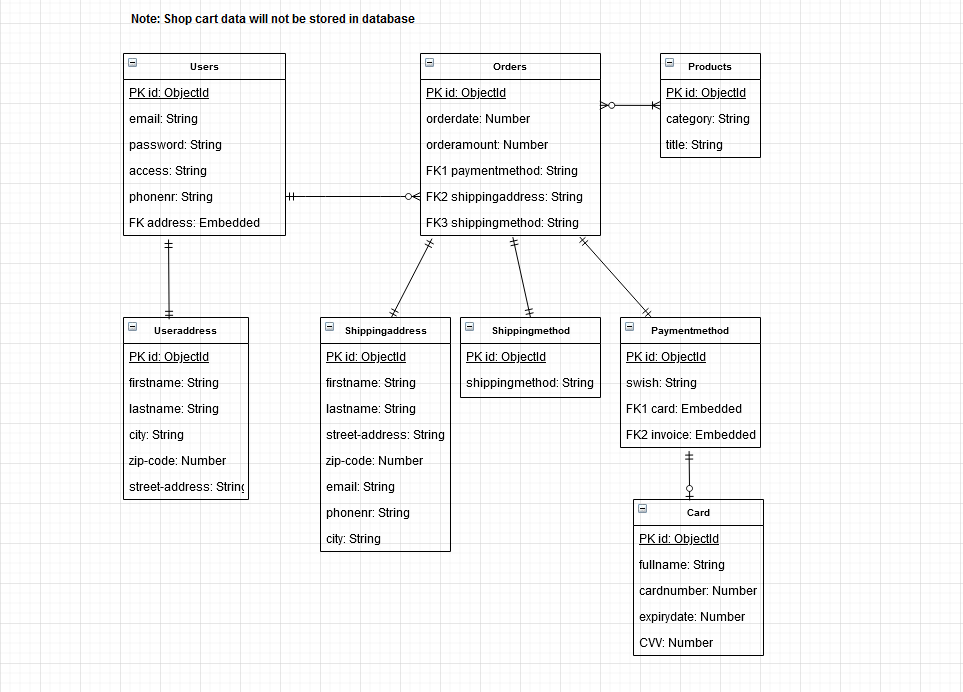 Note: Shop cart data will not be stored in database
Users
PK id: ObjectId
email: String
password: String
access: String
phonenr: String
FK address: Embedded
Orders
PK id: ObjectId
orderdate: Number
orderamount: Number
FK1 paymentmethod: String
FK2 shippingaddress: String
FK3 shippingmethod: String
Products
PK id: ObjectId
category: String
title: String
Useraddress
PK id: ObjectId
firstname: String
lastname: String
city: String
zip-code: Number
street-address: String
Shippingaddress
PK id: ObjectId
firstname: String
lastname: String
street-address: String
zip-code: Number
email: String
phonenr: String
city: String
Shippingmethod
PK id: ObjectId
shippingmethod: String
Paymentmethod
PK id: ObjectId
swish: String
FK1 card: Embedded
FK2 invoice: Embedded
Card
PK id: ObjectId
fullname: String
cardnumber: Number
expirydate: Number
CVV: Number